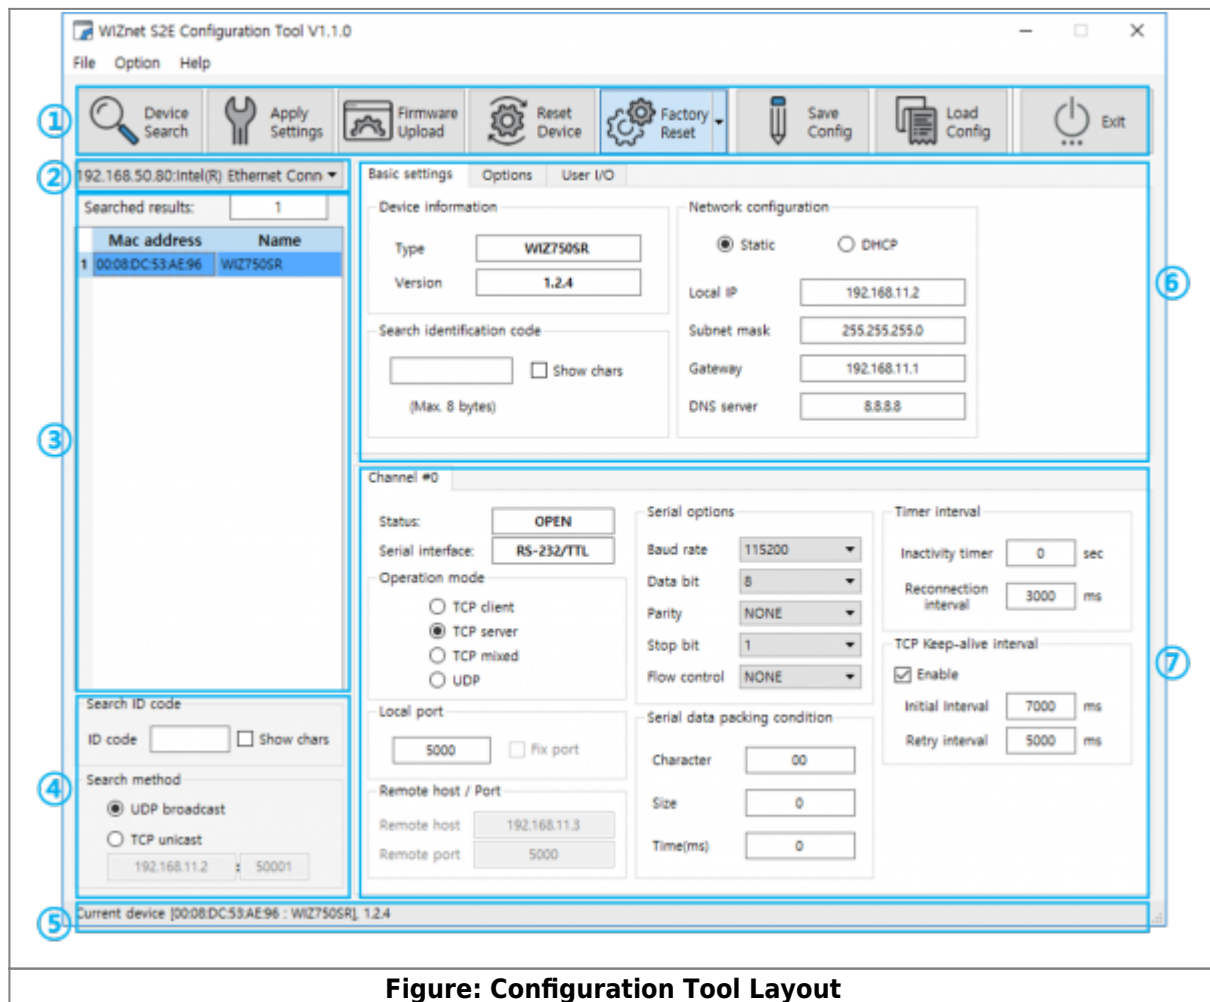 WIZnet S2E Configuration Tool V1.1.0
File Option Help
①
Device Search
Apply Settings
Firmware Upload
Reset Device
Factory Reset
Save Config
Load Config
Exit
②
192.168.50.80:Intel(R) Ethernet Conn
③
Searched results: 1
Mac address Name
1 00:08:DC:53:AE:96 WIZ750SR
④
Search ID code
ID code Show chars
Search method
UDP broadcast
TCP unicast
192.168.11.2 : 50001
⑤
Current device [00:08:DC:53:AE:96 : WIZ750SR], 1.2.4
⑥
Basic settings Options User I/O
Device information
Type WIZ750SR
Version 1.2.4
Search identification code
Show chars
(Max. 8 bytes)
Network configuration
Static DHCP
Local IP 192.168.11.2
Subnet mask 255.255.255.0
Gateway 192.168.11.1
DNS server 8.8.8.8
⑦
Channel #0
Status: OPEN
Serial interface: RS-232/TTL
Operation mode
TCP client
TCP server
TCP mixed
UDP
Local port
5000 Fix port
Remote host / Port
Remote host 192.168.11.3
Remote port 5000
Serial options
Baud rate 115200
Data bit 8
Parity NONE
Stop bit 1
Flow control NONE
Serial data packing condition
Character 00
Size 0
Time(ms) 0
Timer interval
Inactivity timer 0 sec
Reconnection interval 3000 ms
TCP Keep-alive interval
Enable
Initial Interval 7000 ms
Retry interval 5000 ms
Figure: Configuration Tool Layout